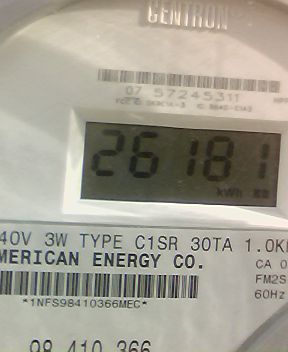 CENTRON
07 57245311
26181
kWh
40V 3W TYPE C1SR 30TA 1.0K
MERICAN ENERGY CO.
CA 0
FM2S
60Hz
*1NFS98410366MEC*
98 410 366